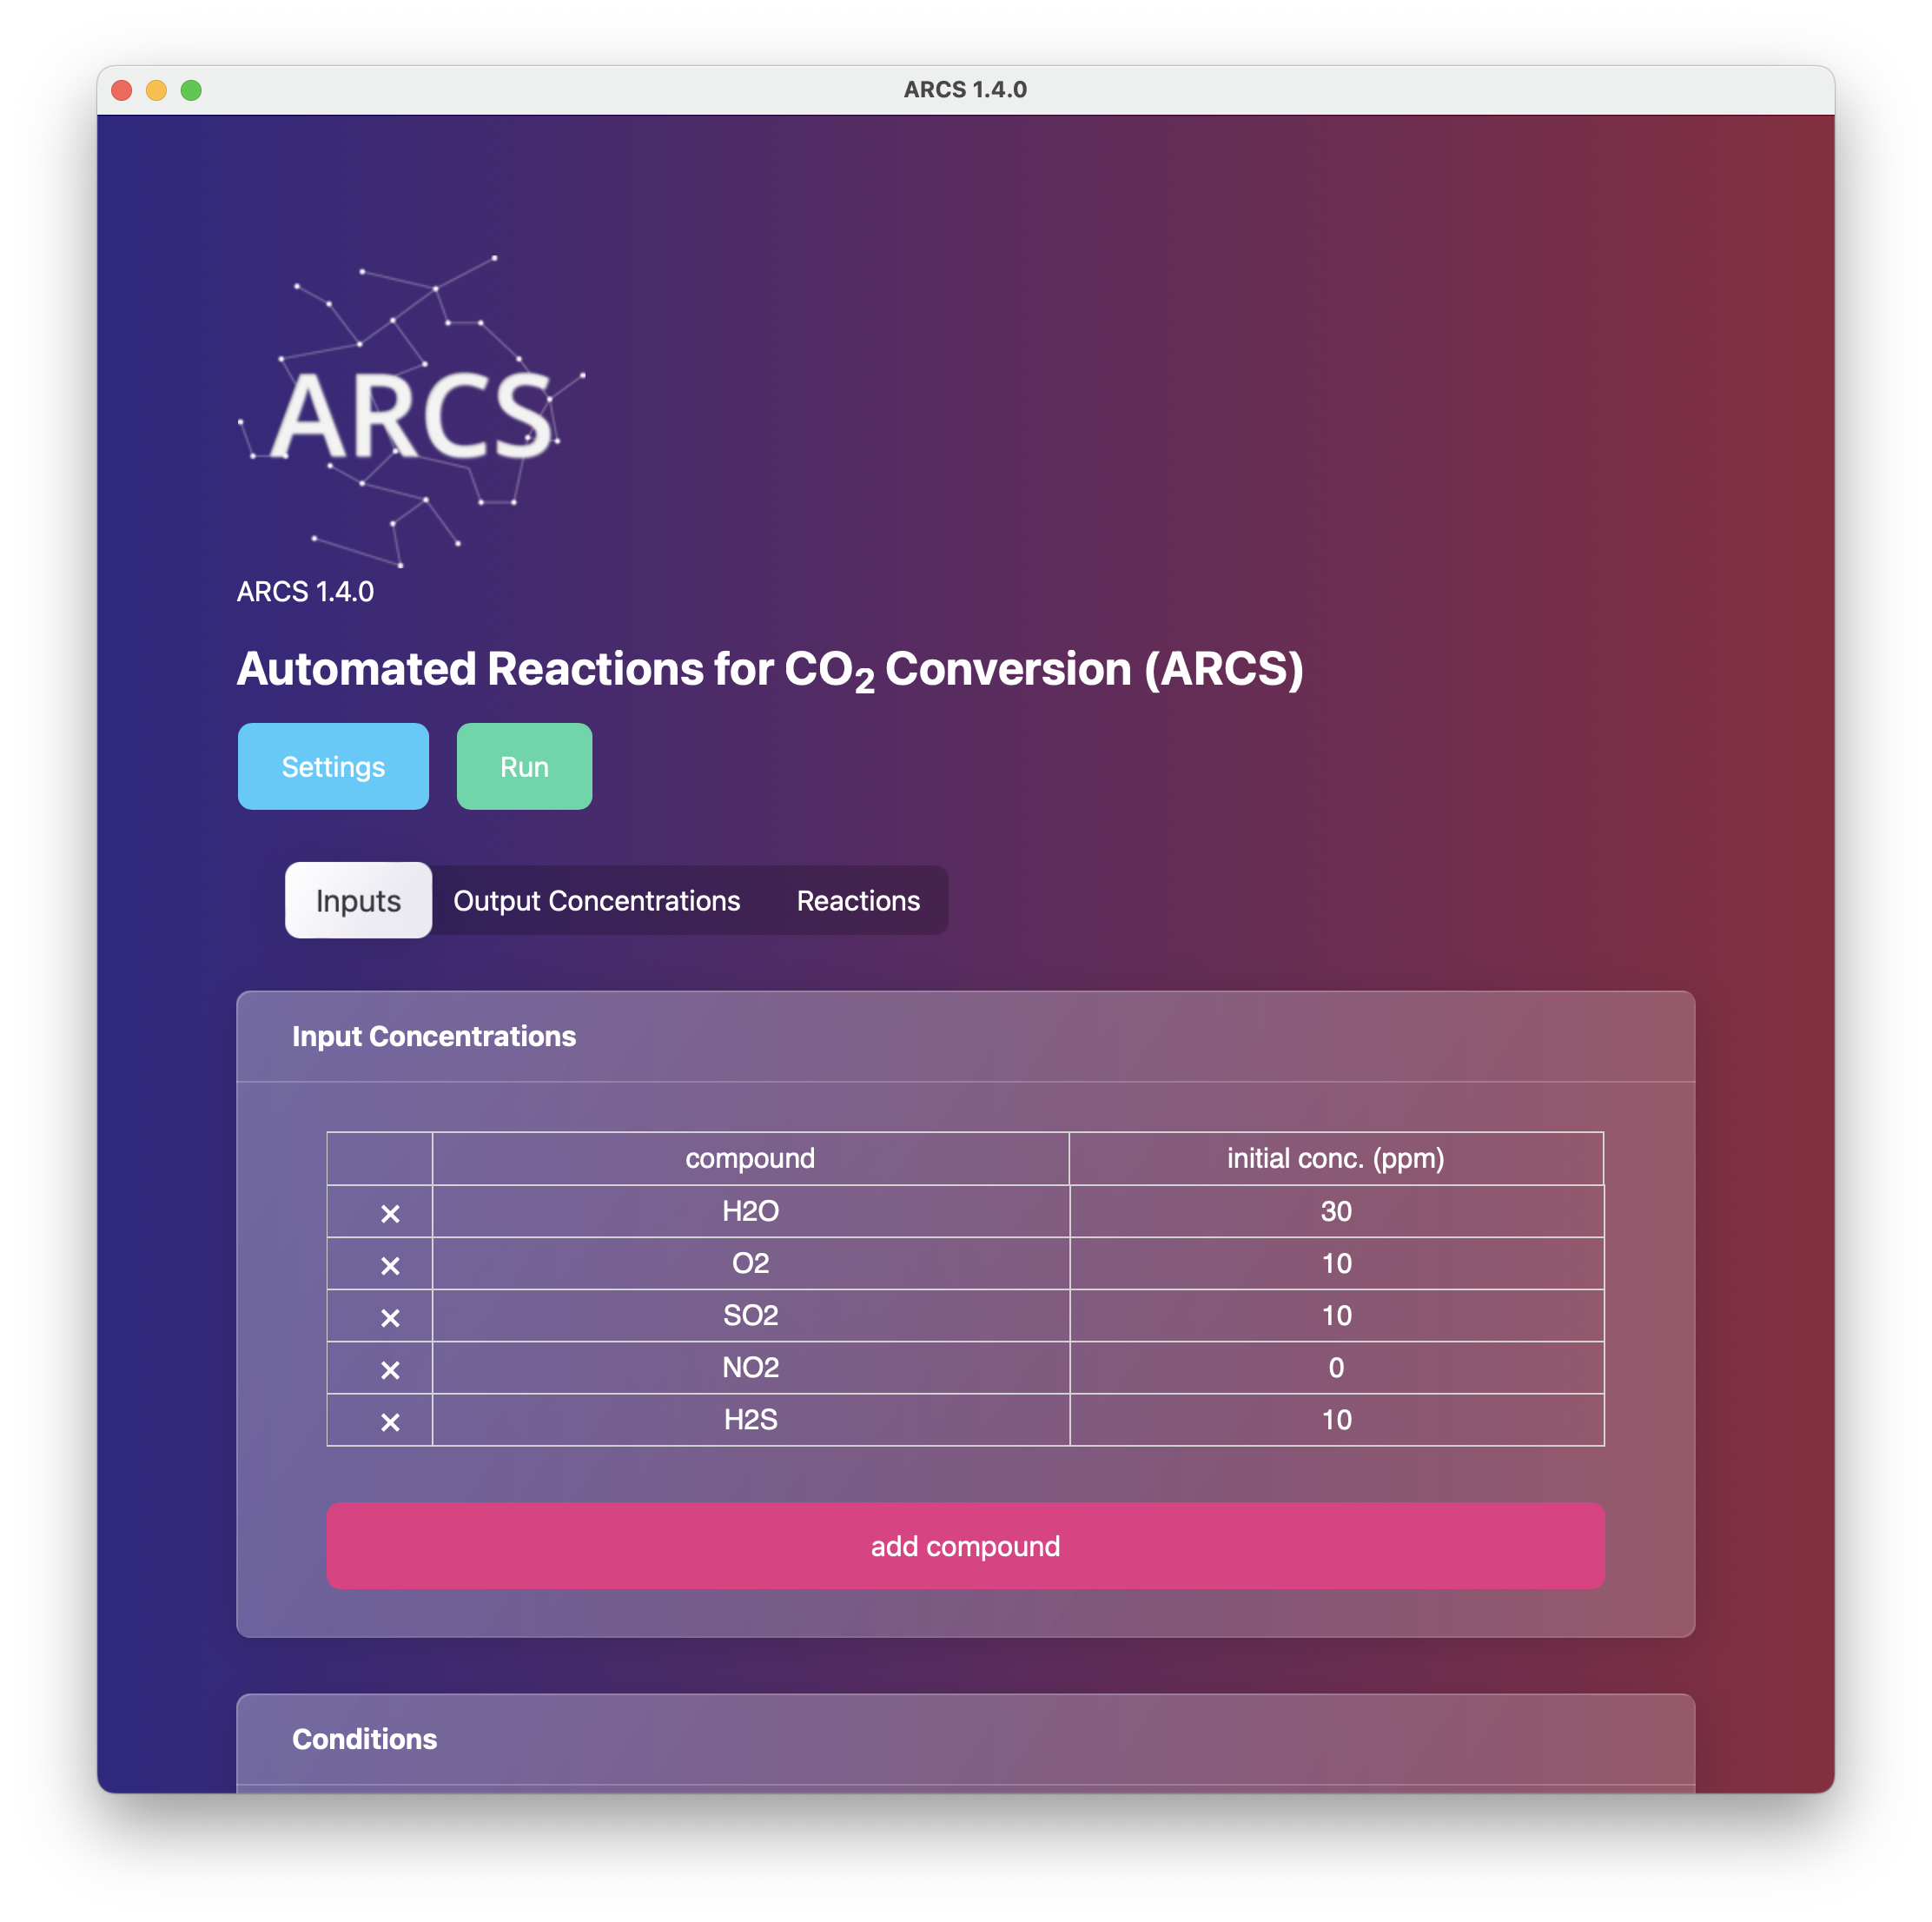 ARCS 1.4.0
ARCS
ARCS 1.4.0
Automated Reactions for CO₂ Conversion (ARCS)
Settings Run
Inputs Output Concentrations Reactions
Input Concentrations
compound initial conc. (ppm)
× H2O 30
× O2 10
× SO2 10
× NO2 0
× H2S 10
add compound
Conditions